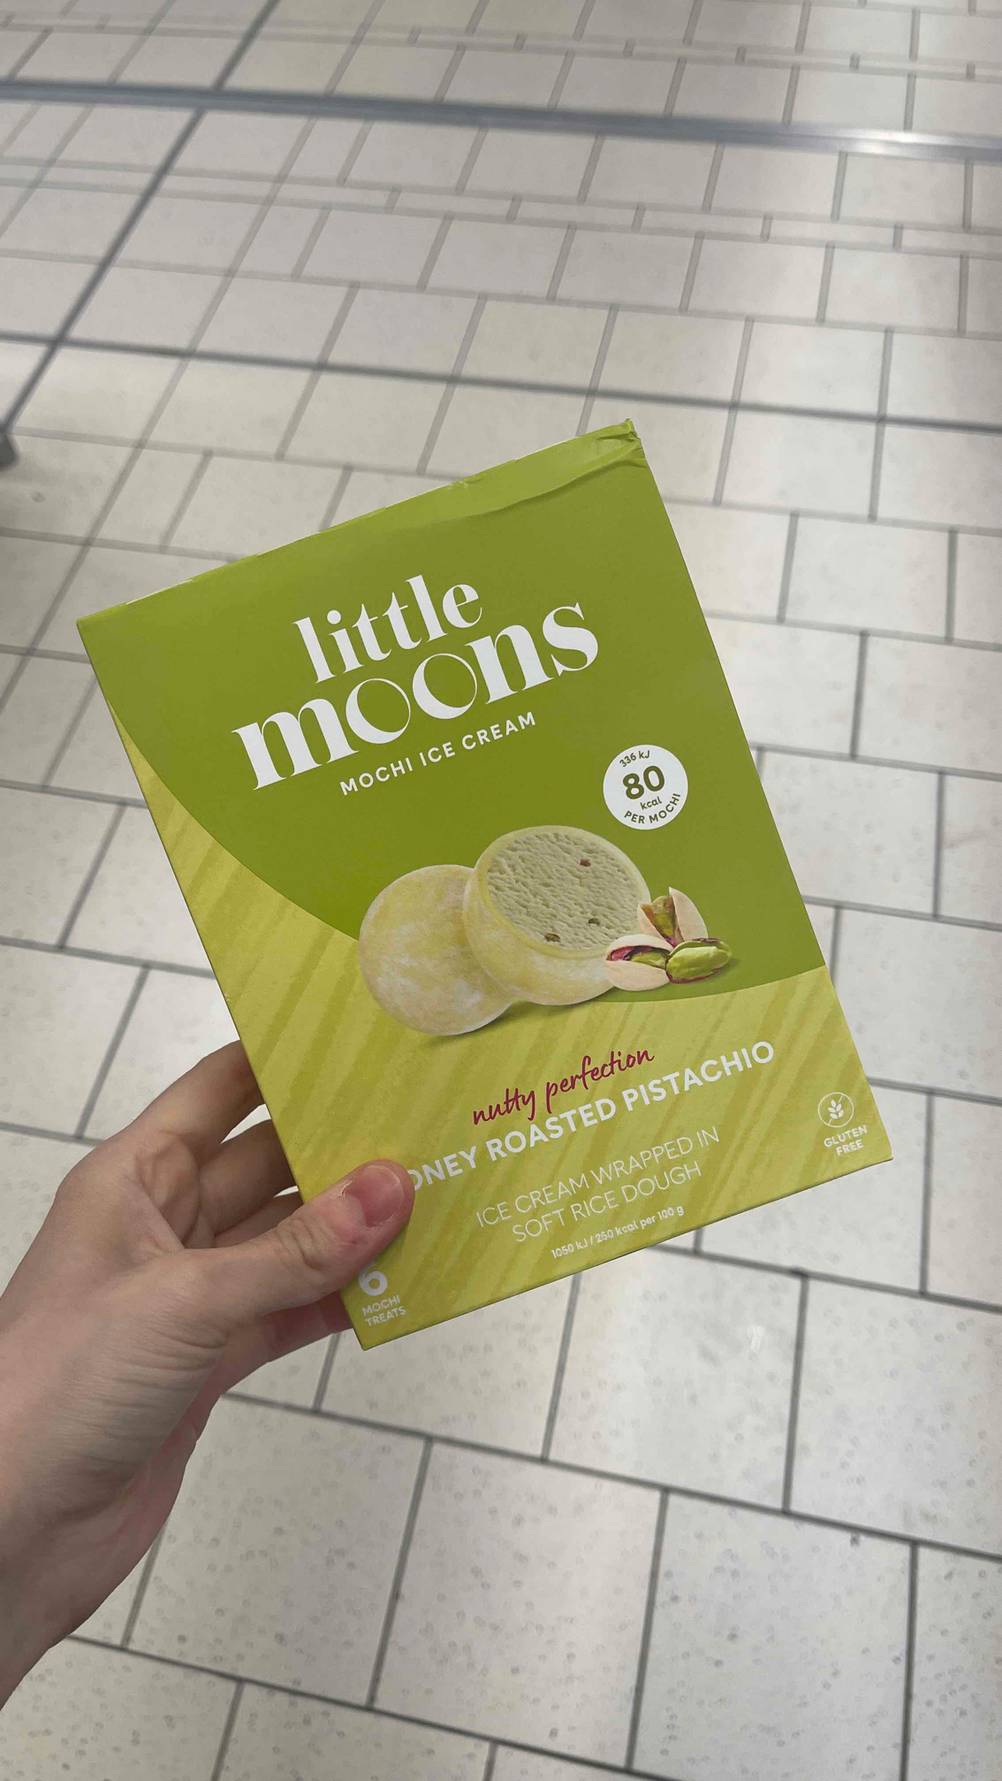 little
moons
MOCHI ICE CREAM
336 kJ
80
kcal
PER MOCHI
nutty perfection
ONEY ROASTED PISTACHIO
ICE CREAM WRAPPED IN
SOFT RICE DOUGH
1050 kJ / 250 kcal per 100 g
GLUTEN
FREE
6
MOCHI
TREATS